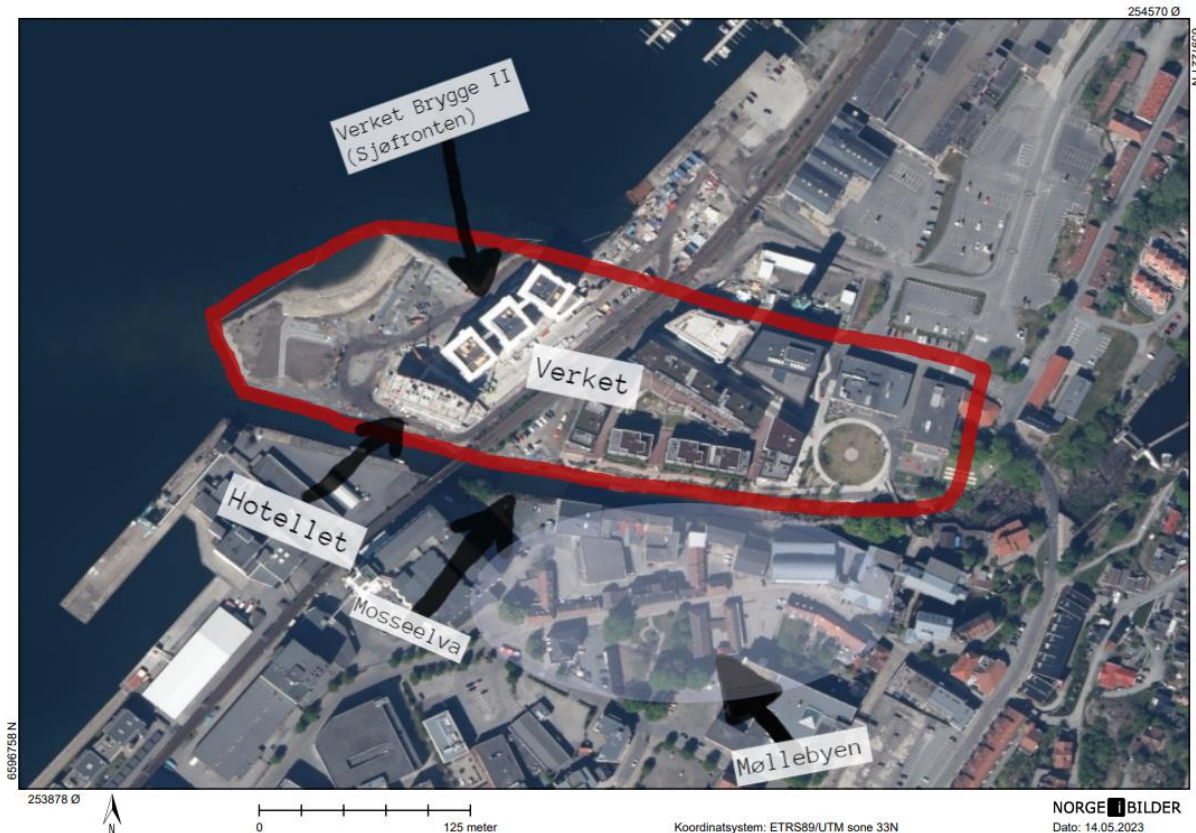 254570 Ø
6597221 N
Verket Brygge II
(Sjøfronten)
Verket
Hotellet
Mosseelva
Møllebyen
6596758 N
253878 Ø
N
0
125 meter
Koordinatsystem: ETRS89/UTM sone 33N
NORGE i BILDER
Dato: 14.05.2023